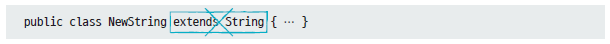 public class NewString extends String { ··· }